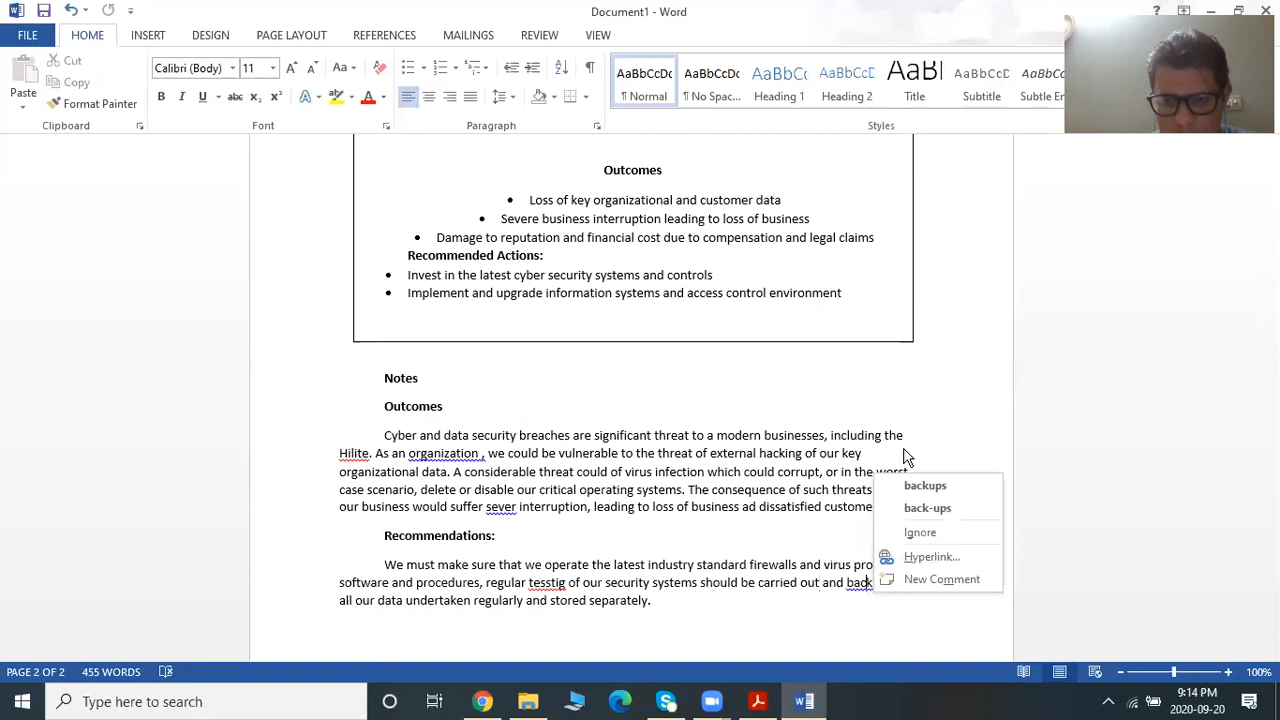 Document1 - Word
FILE HOME INSERT DESIGN PAGE LAYOUT REFERENCES MAILINGS REVIEW VIEW
Paste
Cut
Copy
Format Painter
Calibri (Body) 11
AaBbCcDc ¶ Normal
AaBbCcDc ¶ No Spac...
AaBbCc Heading 1
AaBbCcC Heading 2
Title
AaBbCcD Subtitle
Subtle En
Clipboard Font Paragraph Styles
Outcomes
• Loss of key organizational and customer data
• Severe business interruption leading to loss of business
• Damage to reputation and financial cost due to compensation and legal claims
Recommended Actions:
• Invest in the latest cyber security systems and controls
• Implement and upgrade information systems and access control environment
Notes
Outcomes
Cyber and data security breaches are significant threat to a modern businesses, including the
Hilite. As an organization , we could be vulnerable to the threat of external hacking of our key
organizational data. A considerable threat could of virus infection which could corrupt, or in the worst
case scenario, delete or disable our critical operating systems. The consequence of such threats
our business would suffer sever interruption, leading to loss of business ad dissatisfied custome
Recommendations:
We must make sure that we operate the latest industry standard firewalls and virus pro
software and procedures, regular tesstig of our security systems should be carried out and back
all our data undertaken regularly and stored separately.
backups
back-ups
Ignore
Hyperlink...
New Comment
PAGE 2 OF 2 455 WORDS 100%
Type here to search
9:14 PM
2020-09-20